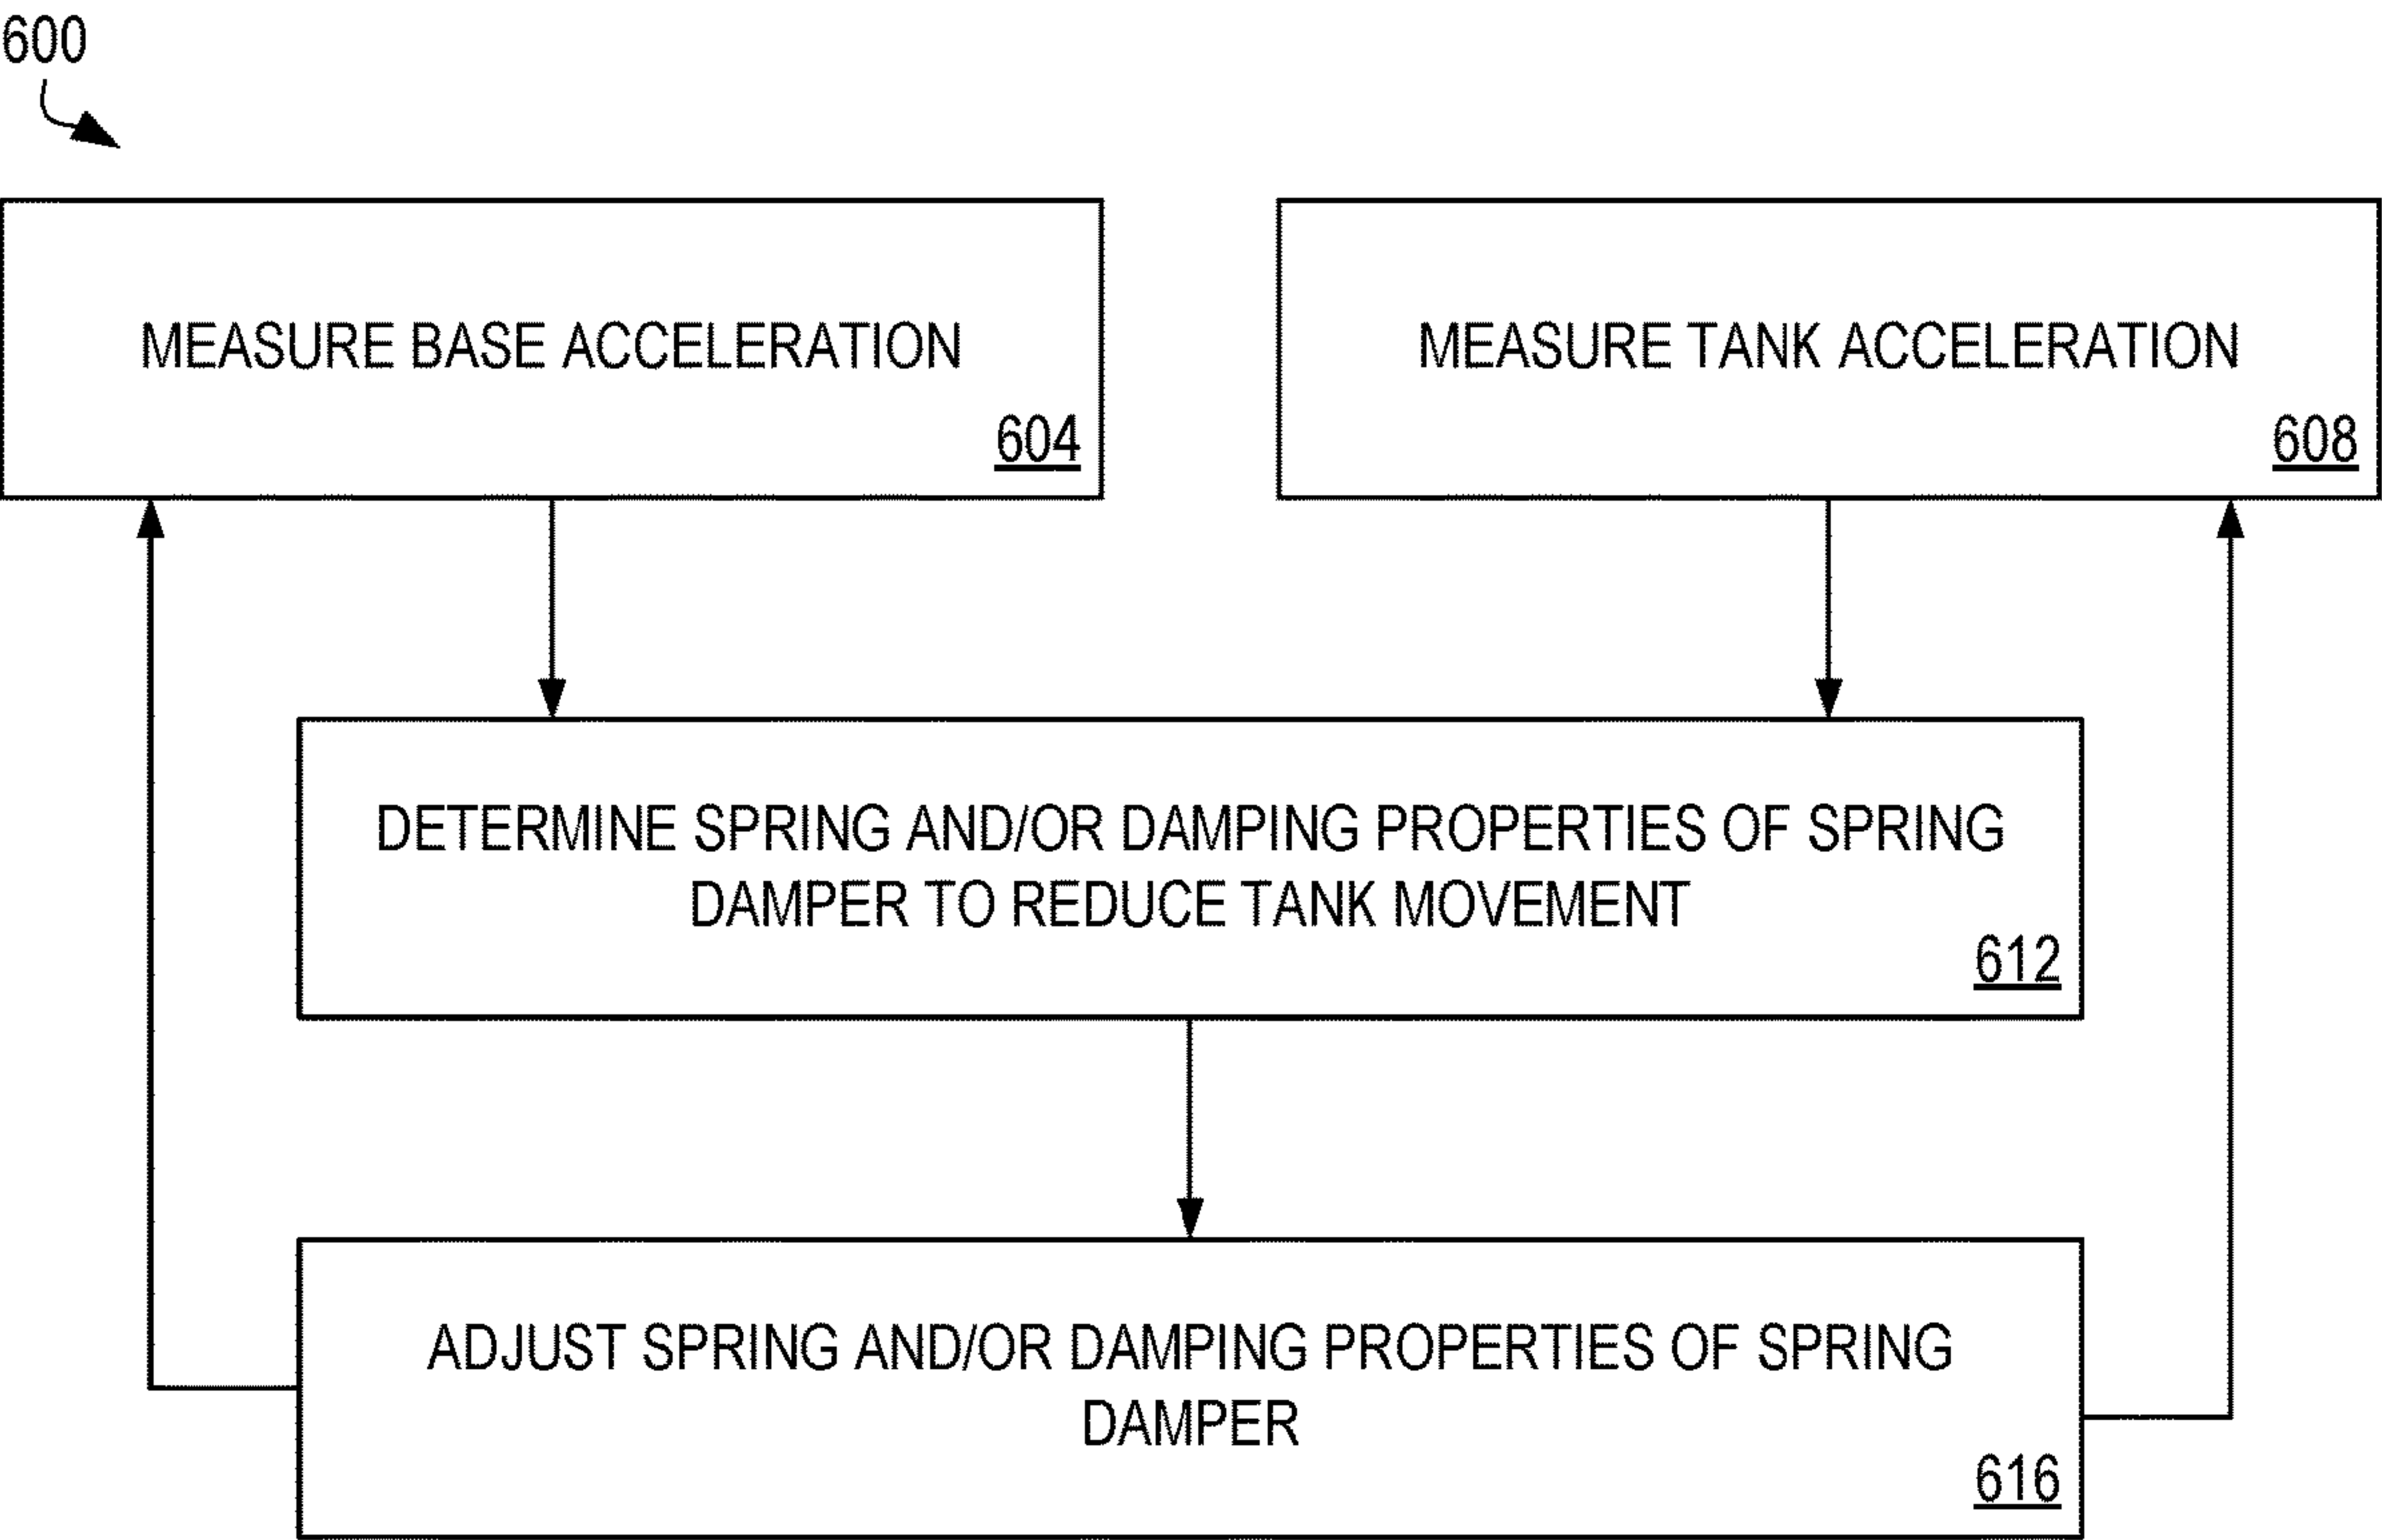 600
MEASURE BASE ACCELERATION
604
MEASURE TANK ACCELERATION
608
DETERMINE SPRING AND/OR DAMPING PROPERTIES OF SPRING
DAMPER TO REDUCE TANK MOVEMENT
612
ADJUST SPRING AND/OR DAMPING PROPERTIES OF SPRING
DAMPER
616